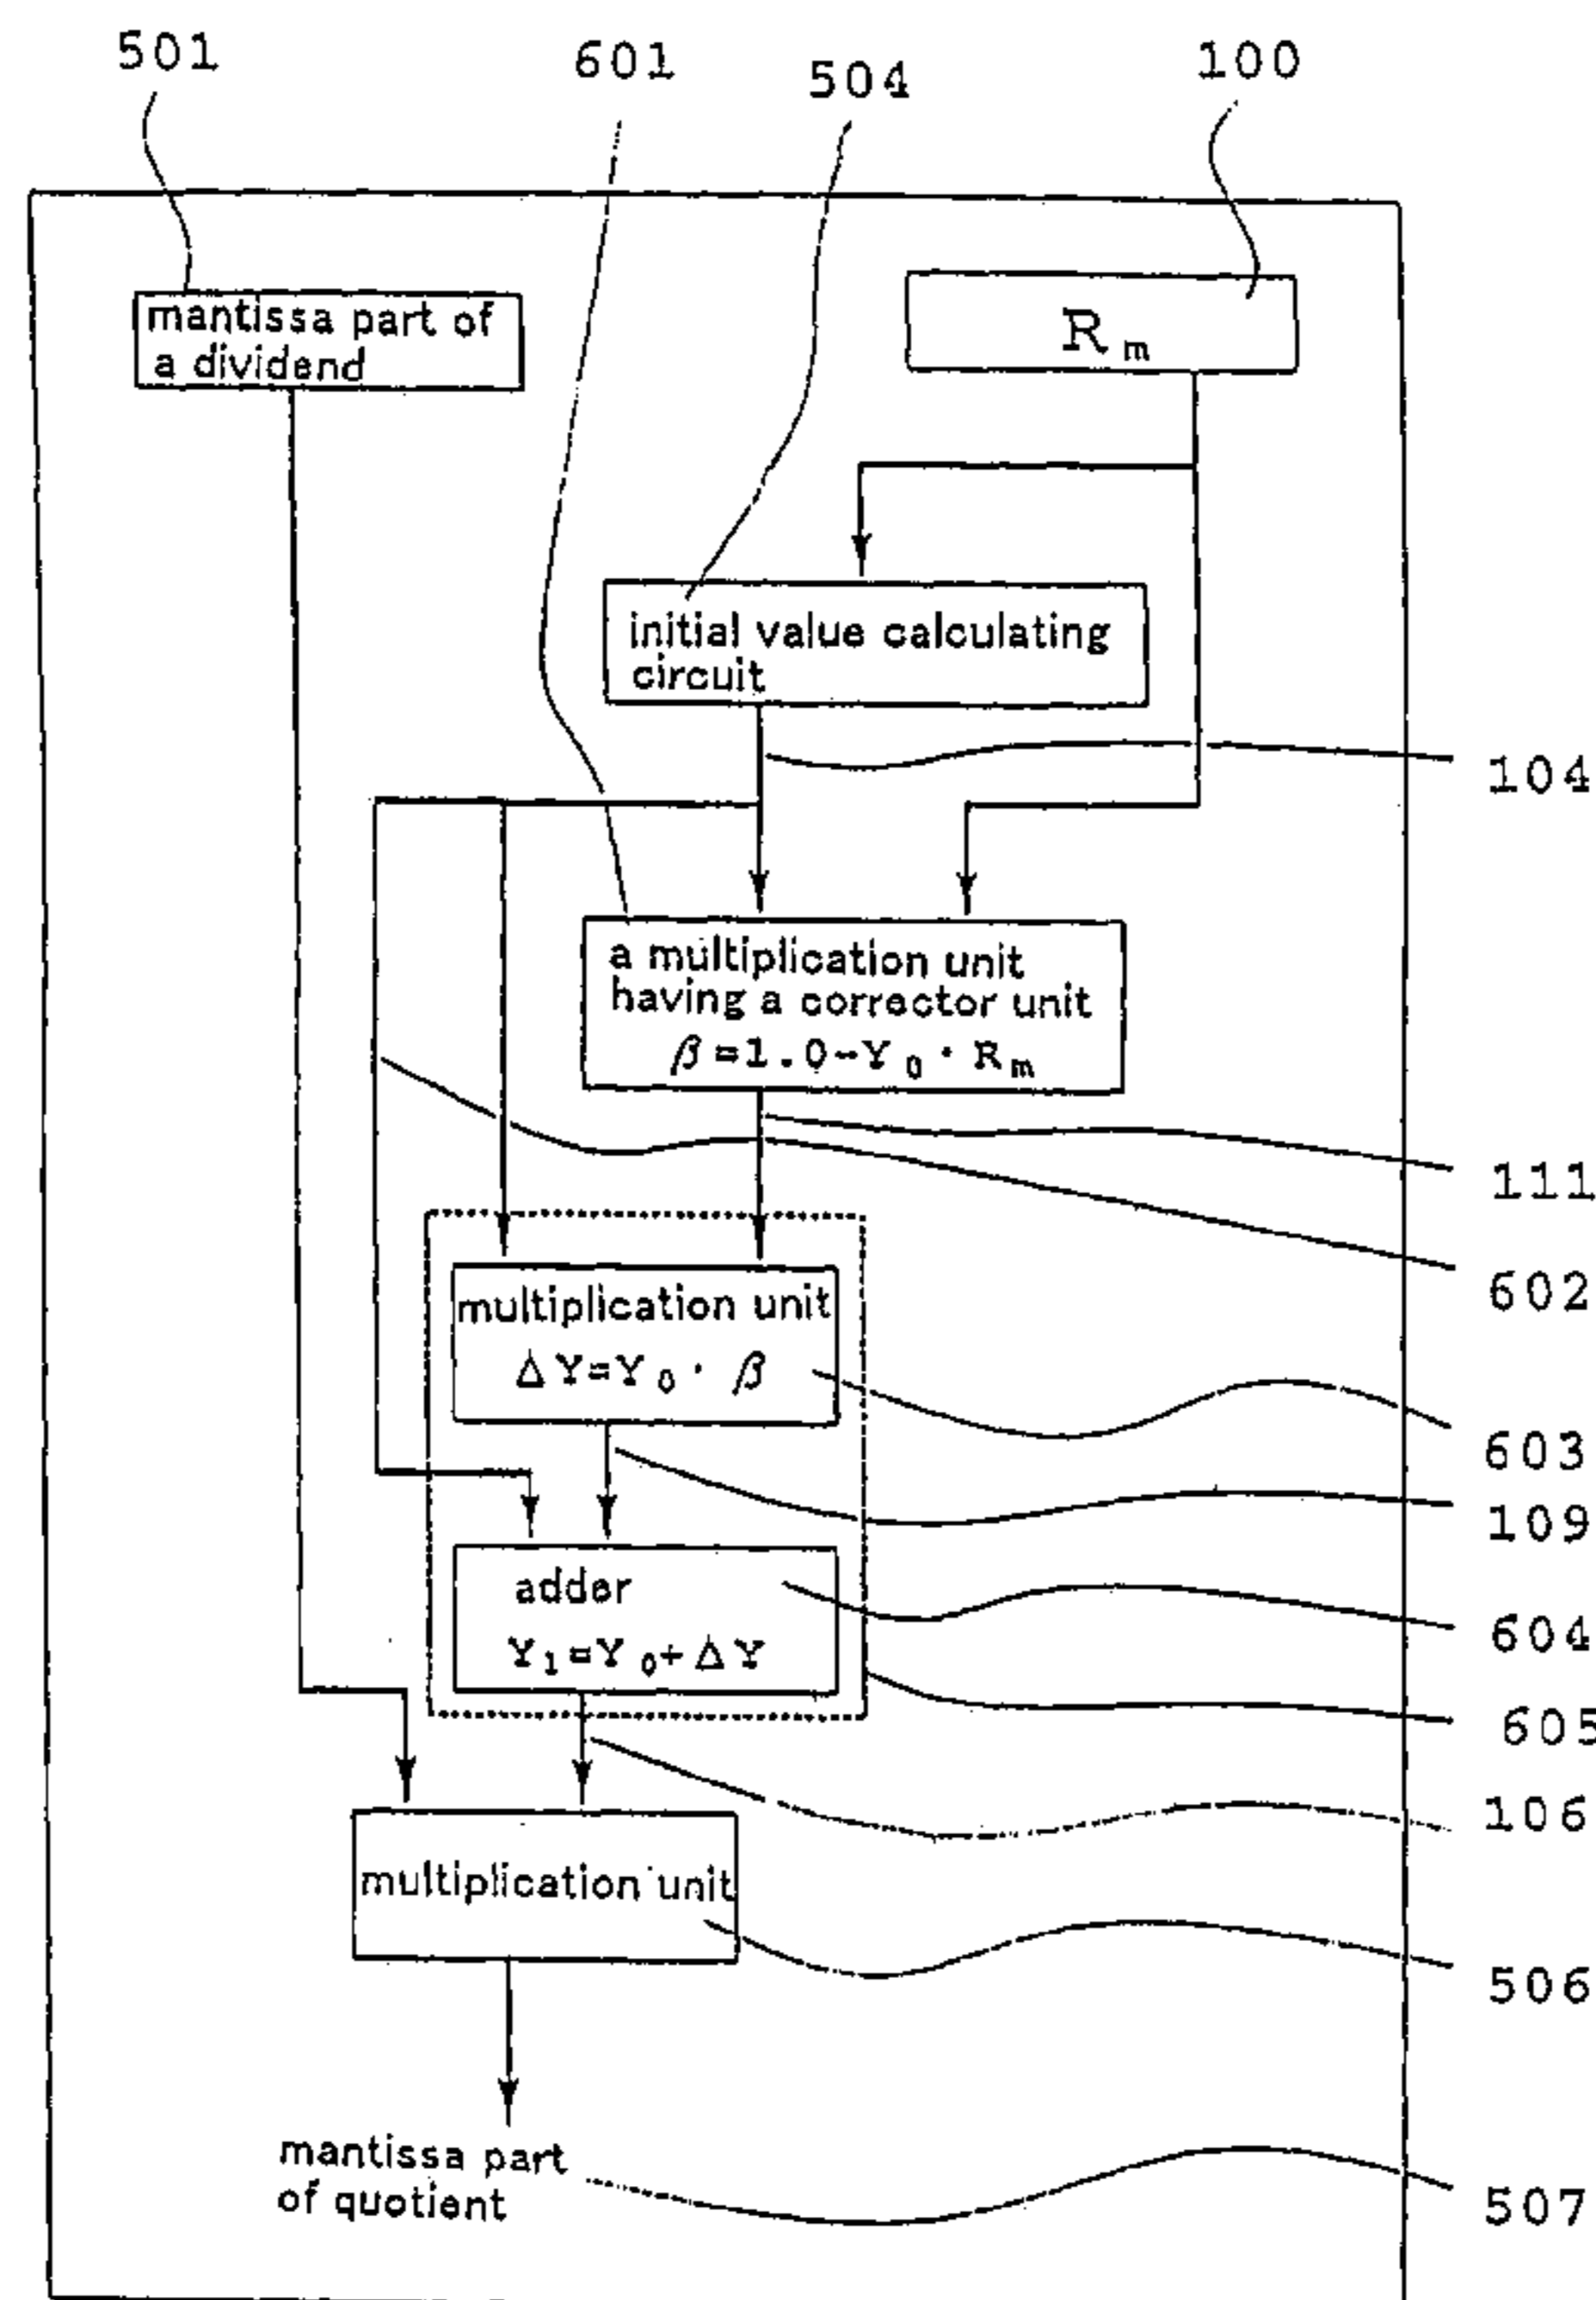 501
601
504
100
mantissa part of
a dividend
Rm
initial value calculating
circuit
104
a multiplication unit
having a corrector unit
β=1.0-Y0・Rm
111
602
multiplication unit
ΔY=Y0・β
603
109
adder
Y1=Y0+ΔY
604
605
106
multiplication unit
506
mantissa part
of quotient
507